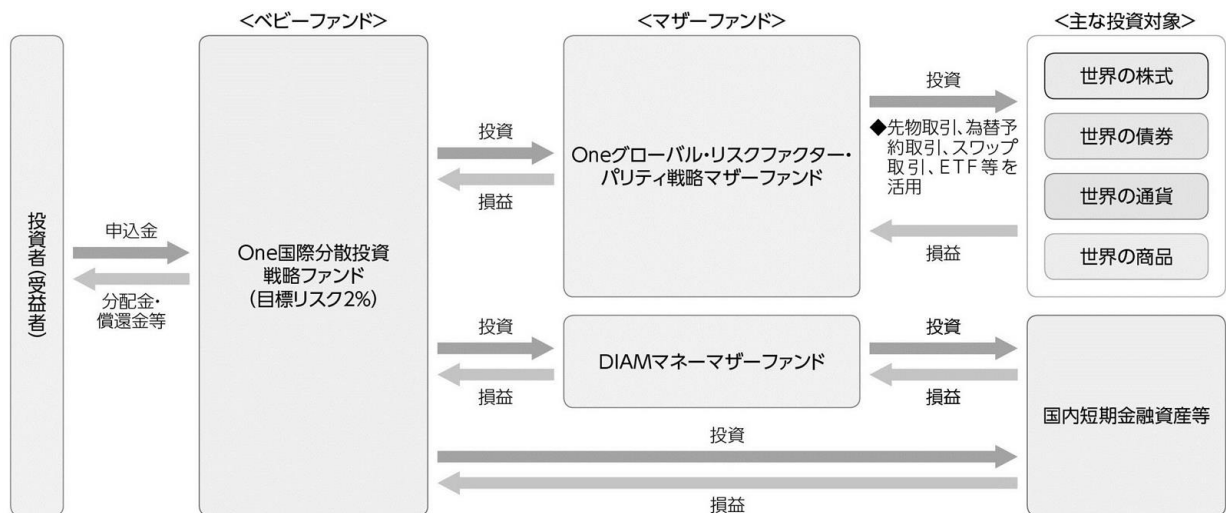 <ベビーファンド>
<マザーファンド>
<主な投資対象>
投資者(受益者)
申込金
分配金・
償還金等
One国際分散投資
戦略ファンド
(目標リスク2%)
投資
損益
Oneグローバル・リスクファクター・
パリティ戦略マザーファンド
投資
◆先物取引、為替予
約取引、スワップ
取引、ETF等を
活用
損益
世界の株式
世界の債券
世界の通貨
世界の商品
投資
損益
DIAMマネーマザーファンド
投資
損益
国内短期金融資産等
投資
損益